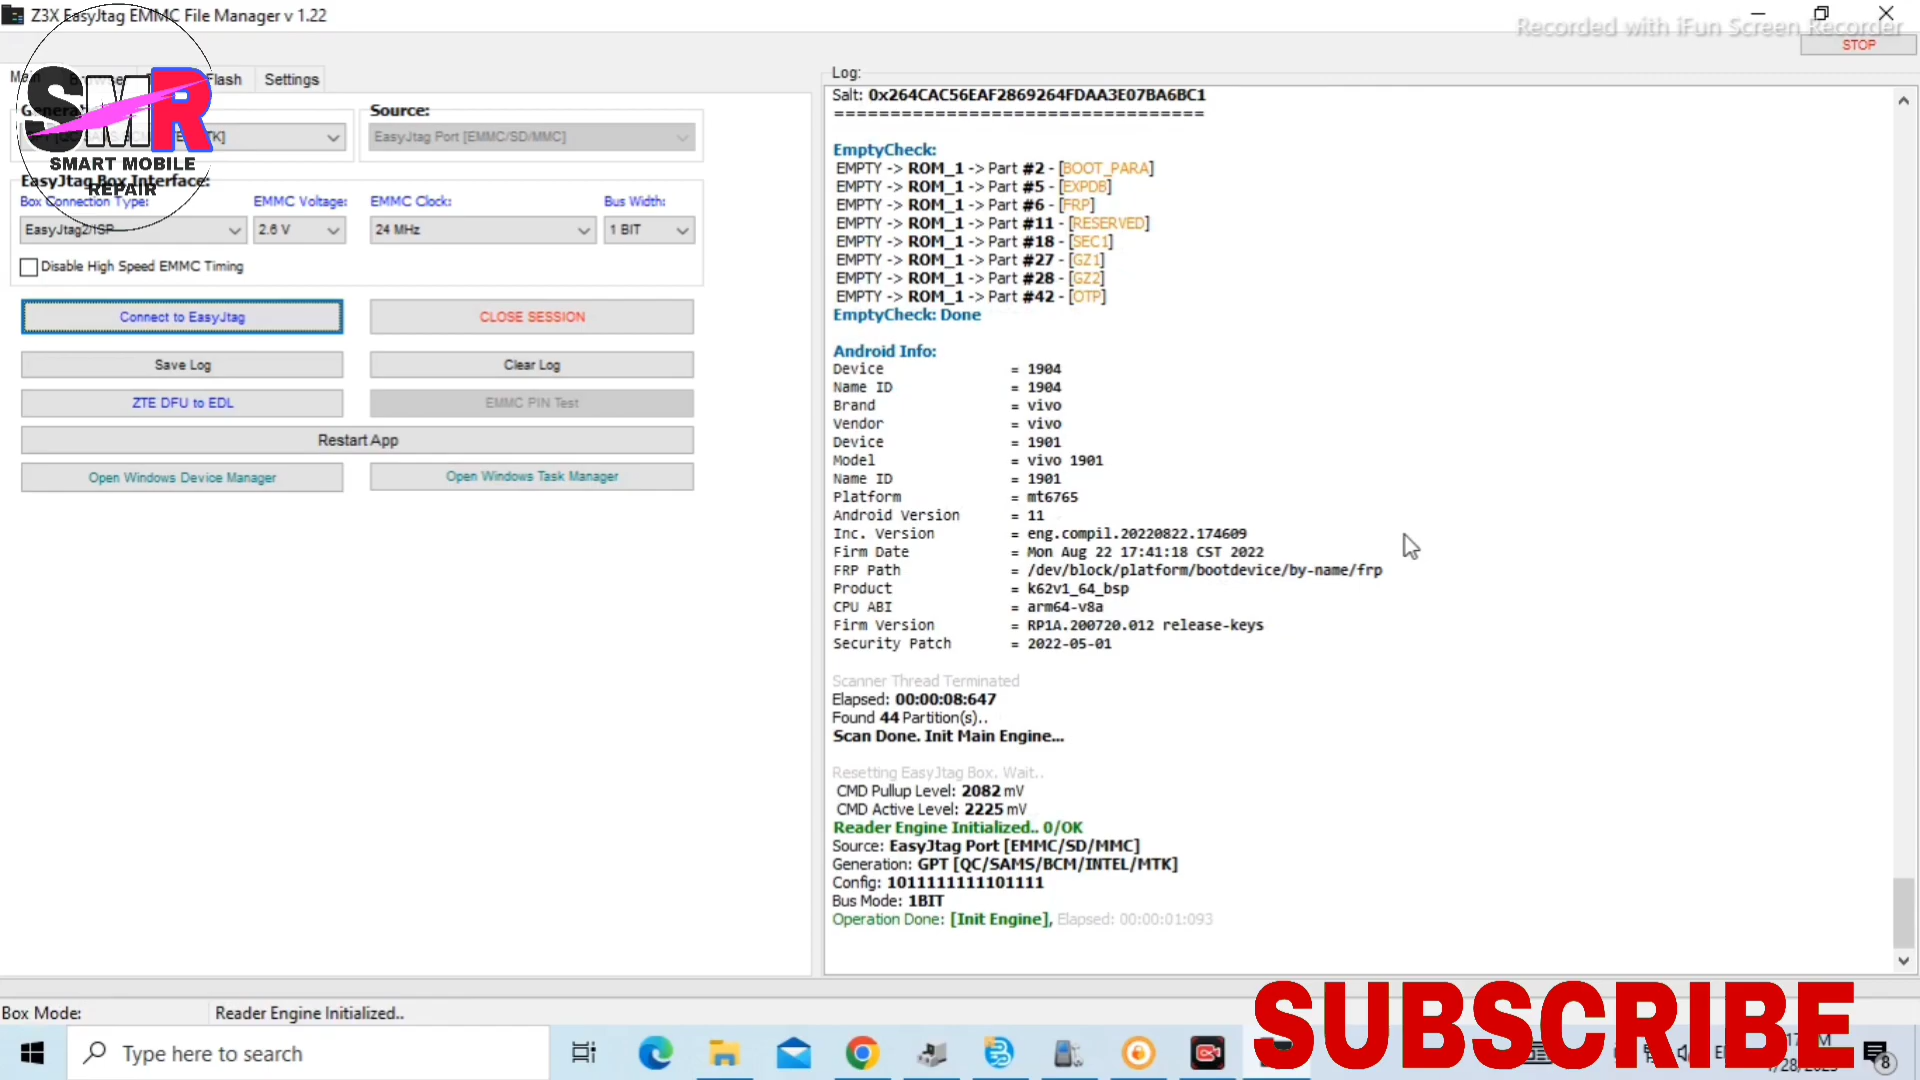 Z3X EasyJtag EMMC File Manager v 1.22
Recorded with iFun Screen Recorder
STOP
Flash
Settings
Log:
Source:
TK]
EasyJtag Port [EMMC/SD/MMC]
SMR
SMART MOBILE
REPAIR
EasyJtag Box Interface:
Box Connection Type:
EMMC Voltage:
EMMC Clock:
Bus Width:
EasyJtag2/ISP
2.6 V
24 MHz
1 BIT
Disable High Speed EMMC Timing
Connect to EasyJtag
CLOSE SESSION
Save Log
Clear Log
ZTE DFU to EDL
EMMC PIN Test
Restart App
Open Windows Device Manager
Open Windows Task Manager
Salt: 0x264CAC56EAF2869264FDAA3E07BA6BC1
=================================
EmptyCheck:
EMPTY -> ROM_1 -> Part #2 - [BOOT_PARA]
EMPTY -> ROM_1 -> Part #5 - [EXPDB]
EMPTY -> ROM_1 -> Part #6 - [FRP]
EMPTY -> ROM_1 -> Part #11 - [RESERVED]
EMPTY -> ROM_1 -> Part #18 - [SEC1]
EMPTY -> ROM_1 -> Part #27 - [GZ1]
EMPTY -> ROM_1 -> Part #28 - [GZ2]
EMPTY -> ROM_1 -> Part #42 - [OTP]
EmptyCheck: Done
Android Info:
Device = 1904
Name ID = 1904
Brand = vivo
Vendor = vivo
Device = 1901
Model = vivo 1901
Name ID = 1901
Platform = mt6765
Android Version = 11
Inc. Version = eng.compil.20220822.174609
Firm Date = Mon Aug 22 17:41:18 CST 2022
FRP Path = /dev/block/platform/bootdevice/by-name/frp
Product = k62v1_64_bsp
CPU ABI = arm64-v8a
Firm Version = RP1A.200720.012 release-keys
Security Patch = 2022-05-01
Scanner Thread Terminated
Elapsed: 00:00:08:647
Found 44 Partition(s)..
Scan Done. Init Main Engine...
Resetting EasyJtag Box. Wait..
CMD Pullup Level: 2082 mV
CMD Active Level: 2225 mV
Reader Engine Initialized.. 0/OK
Source: EasyJtag Port [EMMC/SD/MMC]
Generation: GPT [QC/SAMS/BCM/INTEL/MTK]
Config: 1011111111101111
Bus Mode: 1BIT
Operation Done: [Init Engine], Elapsed: 00:00:01:093
Box Mode:
Reader Engine Initialized..
SUBSCRIBE
Type here to search
8